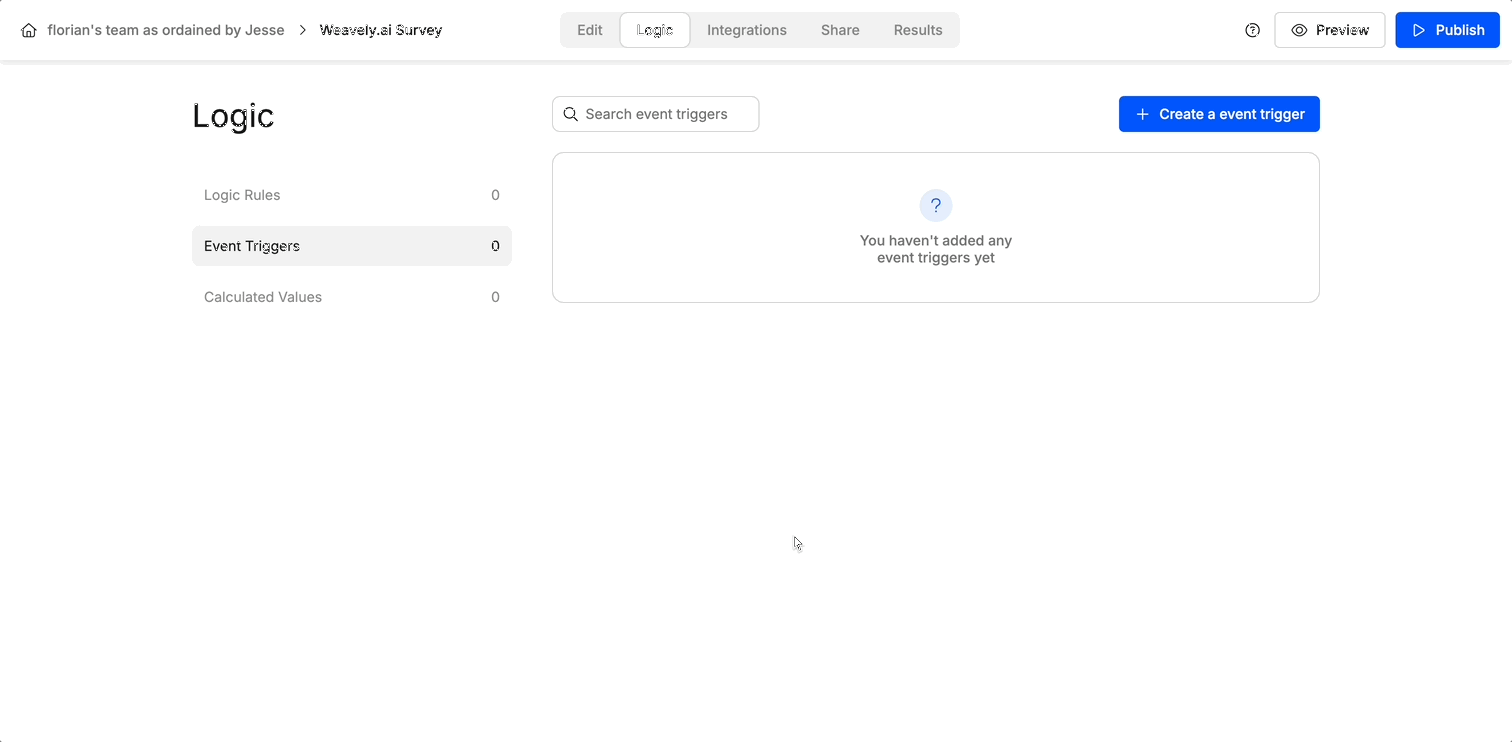 florian's team as ordained by Jesse > Weavely.ai Survey
Edit Logic Integrations Share Results
Preview Publish
Logic
Search event triggers
+ Create a event trigger
Logic Rules 0
Event Triggers 0
Calculated Values 0
?
You haven't added any
event triggers yet